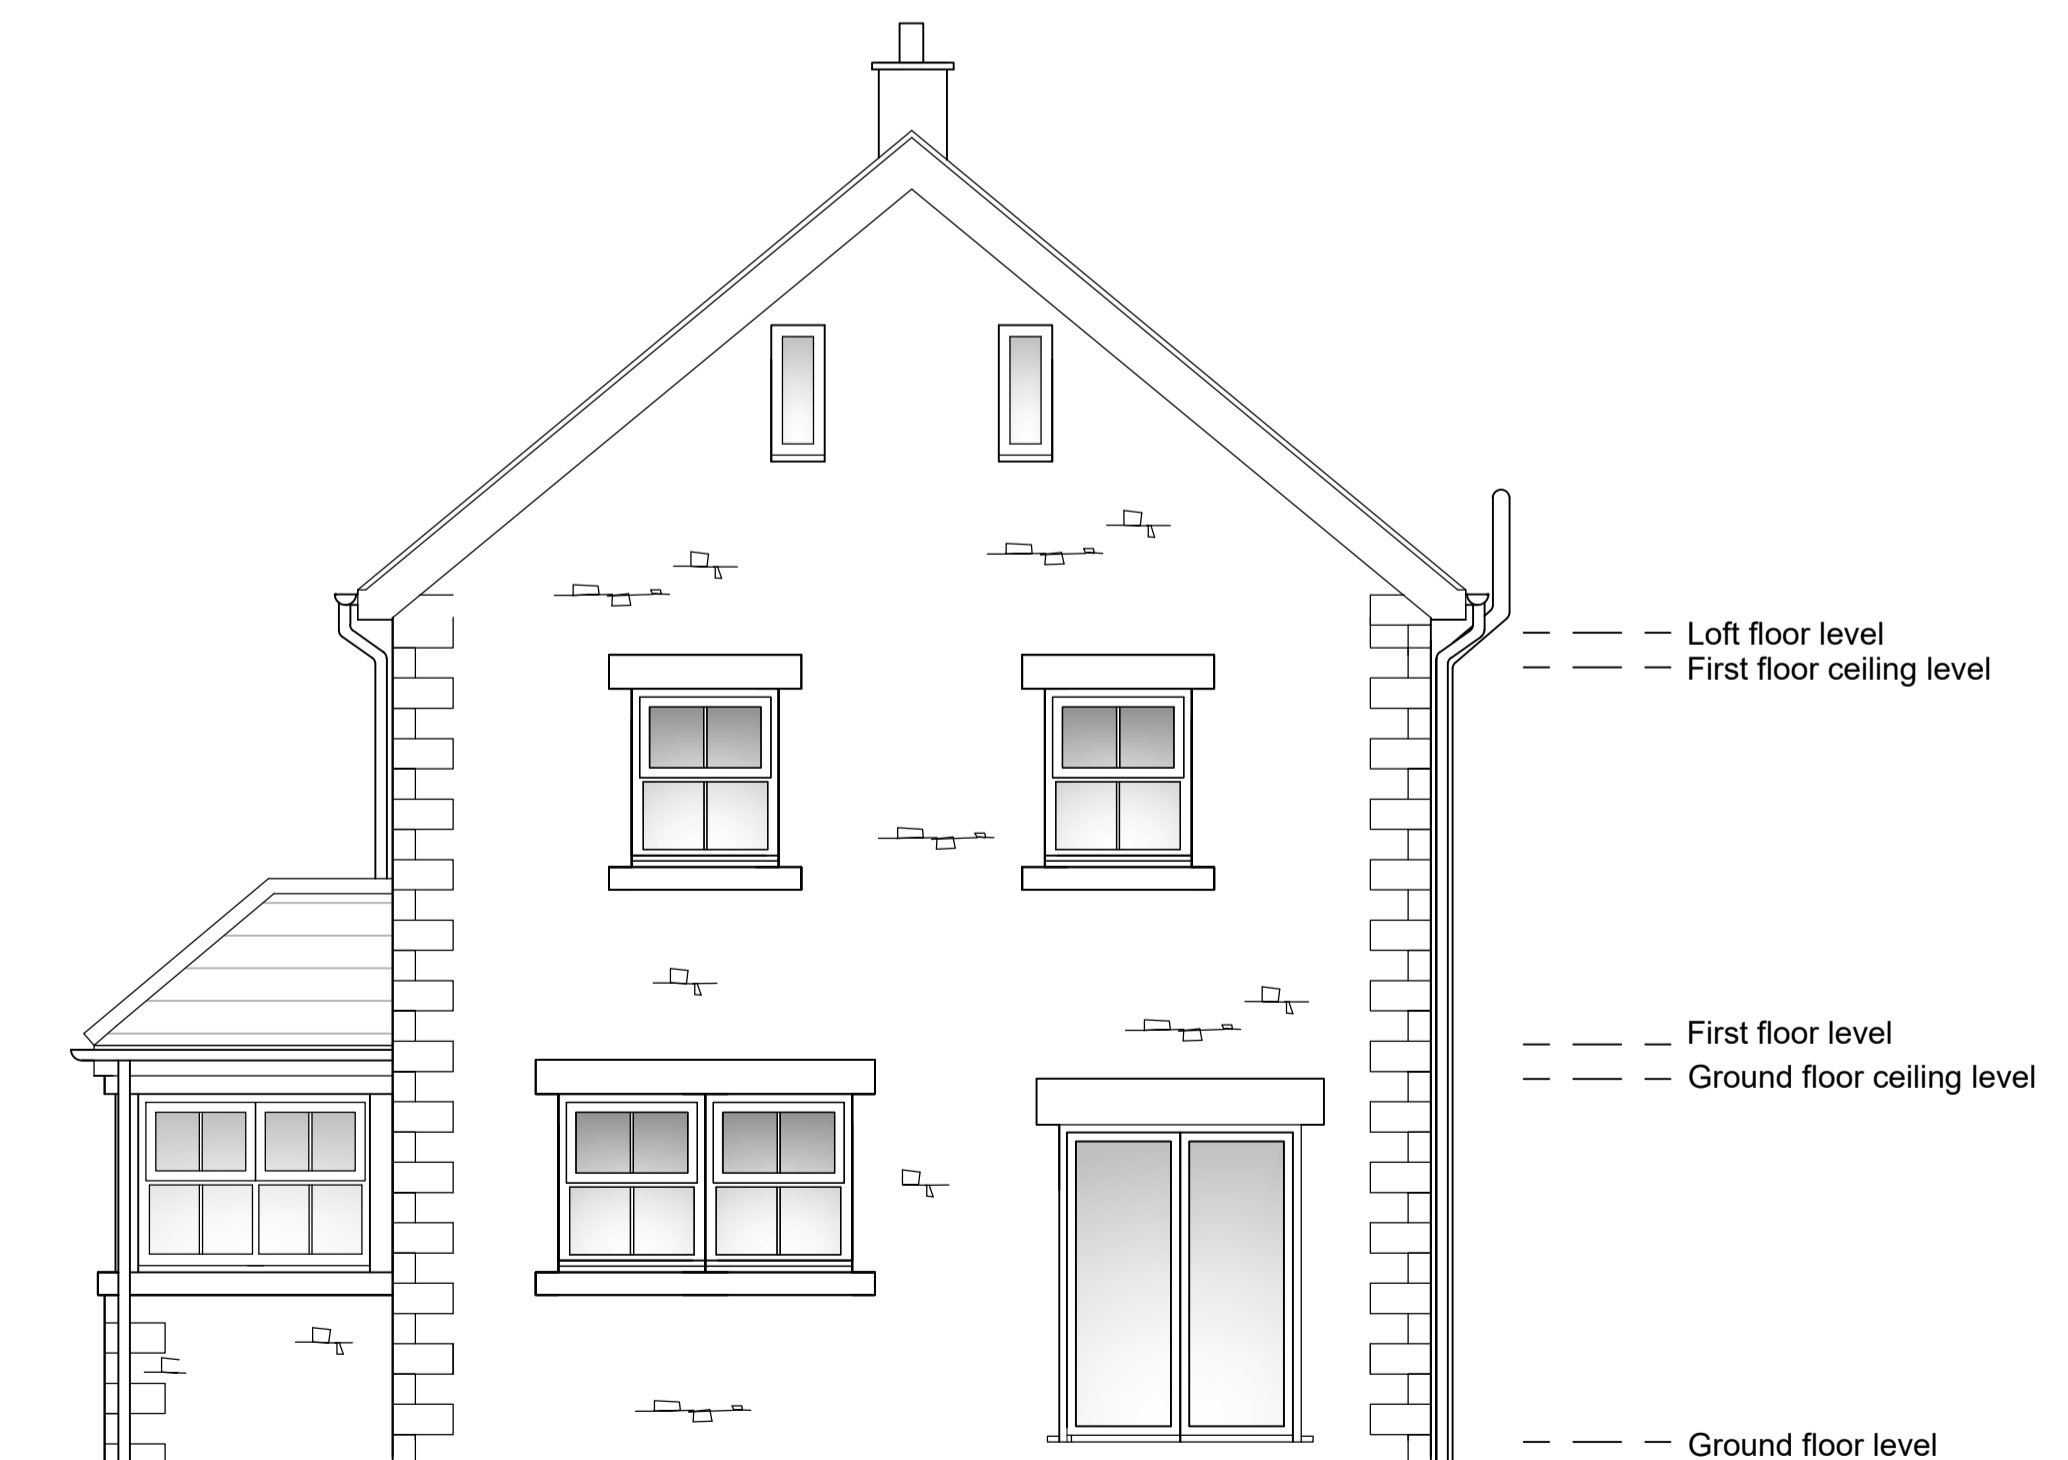 Loft floor level
First floor ceiling level
First floor level
Ground floor ceiling level
Ground floor level